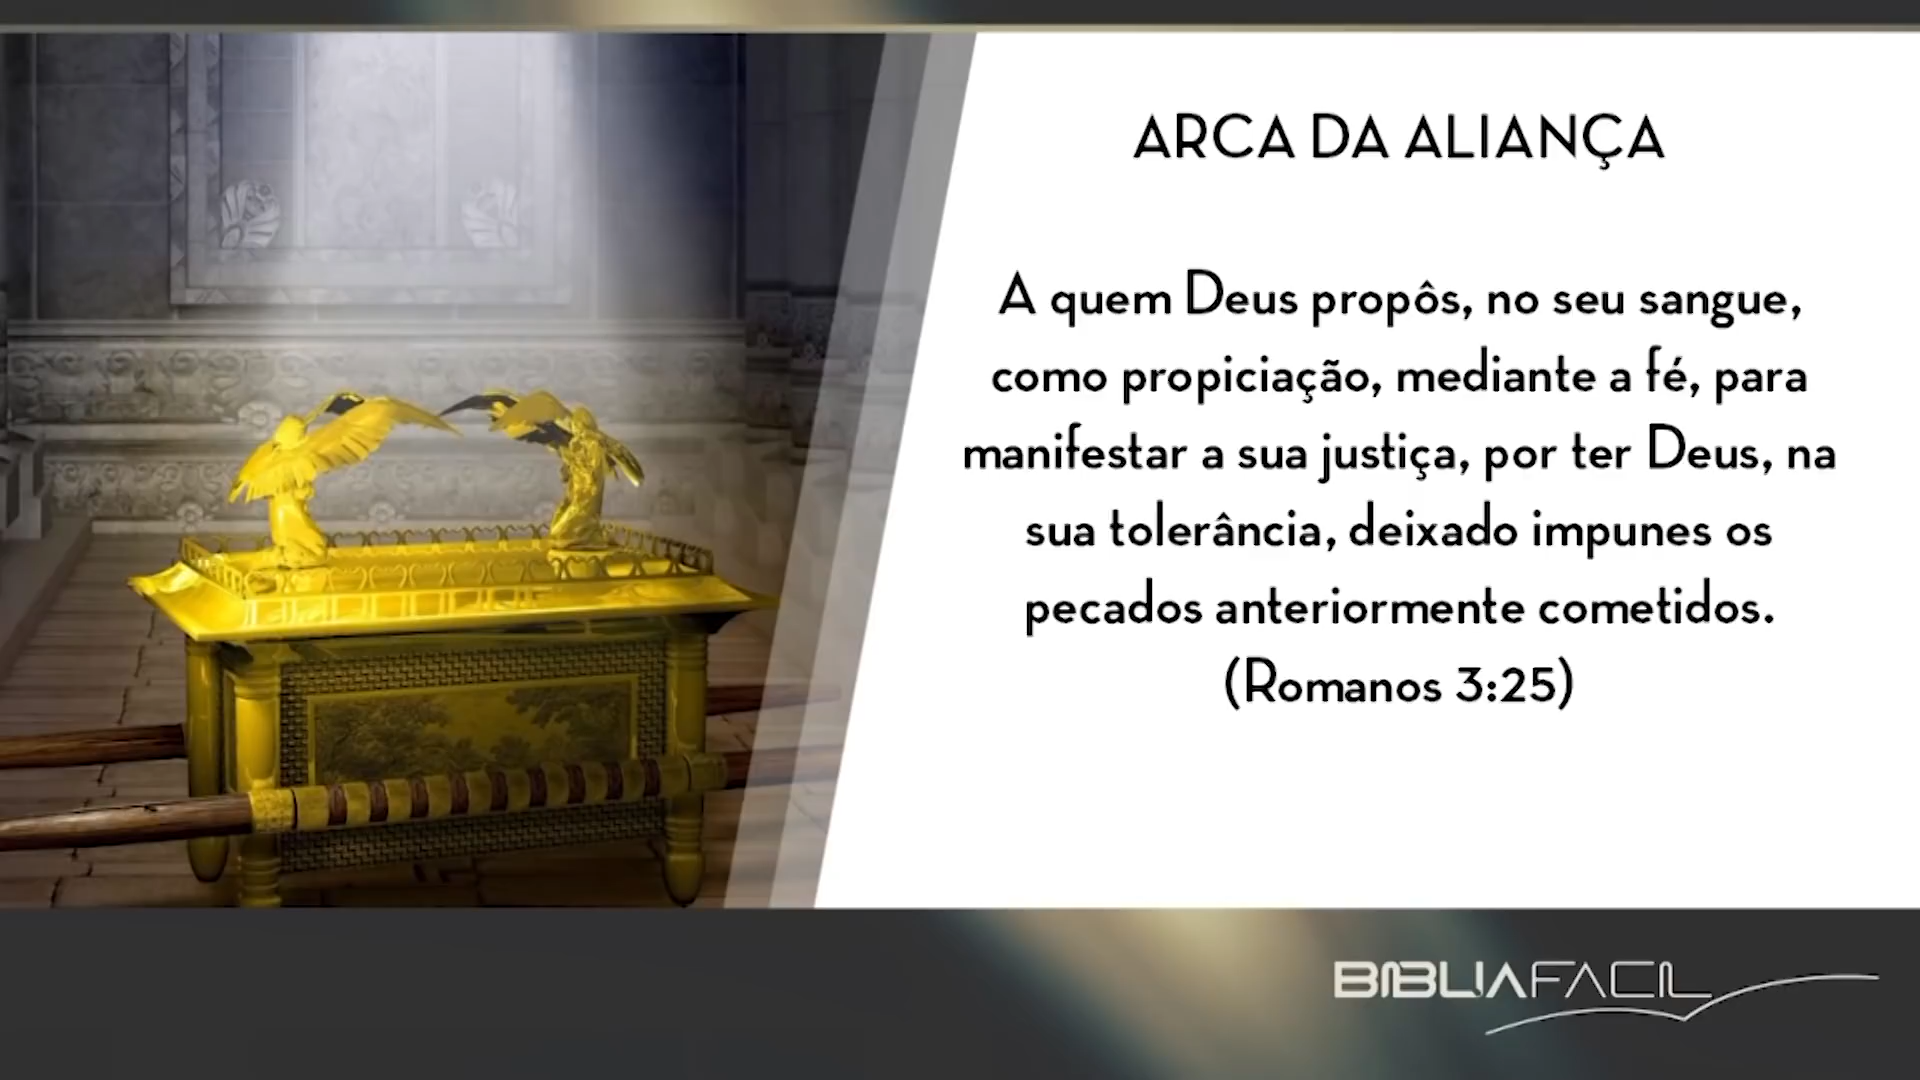 ARCA DA ALIANÇA
A quem Deus propôs, no seu sangue,
como propiciação, mediante a fé, para
manifestar a sua justiça, por ter Deus, na
sua tolerância, deixado impunes os
pecados anteriormente cometidos.
(Romanos 3:25)
BIBLIAFACIL